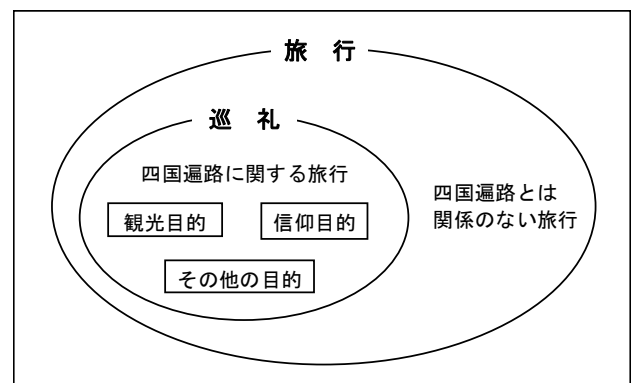 旅 行
巡 礼
四国遍路に関する旅行
観光目的
信仰目的
その他の目的
四国遍路とは
関係のない旅行